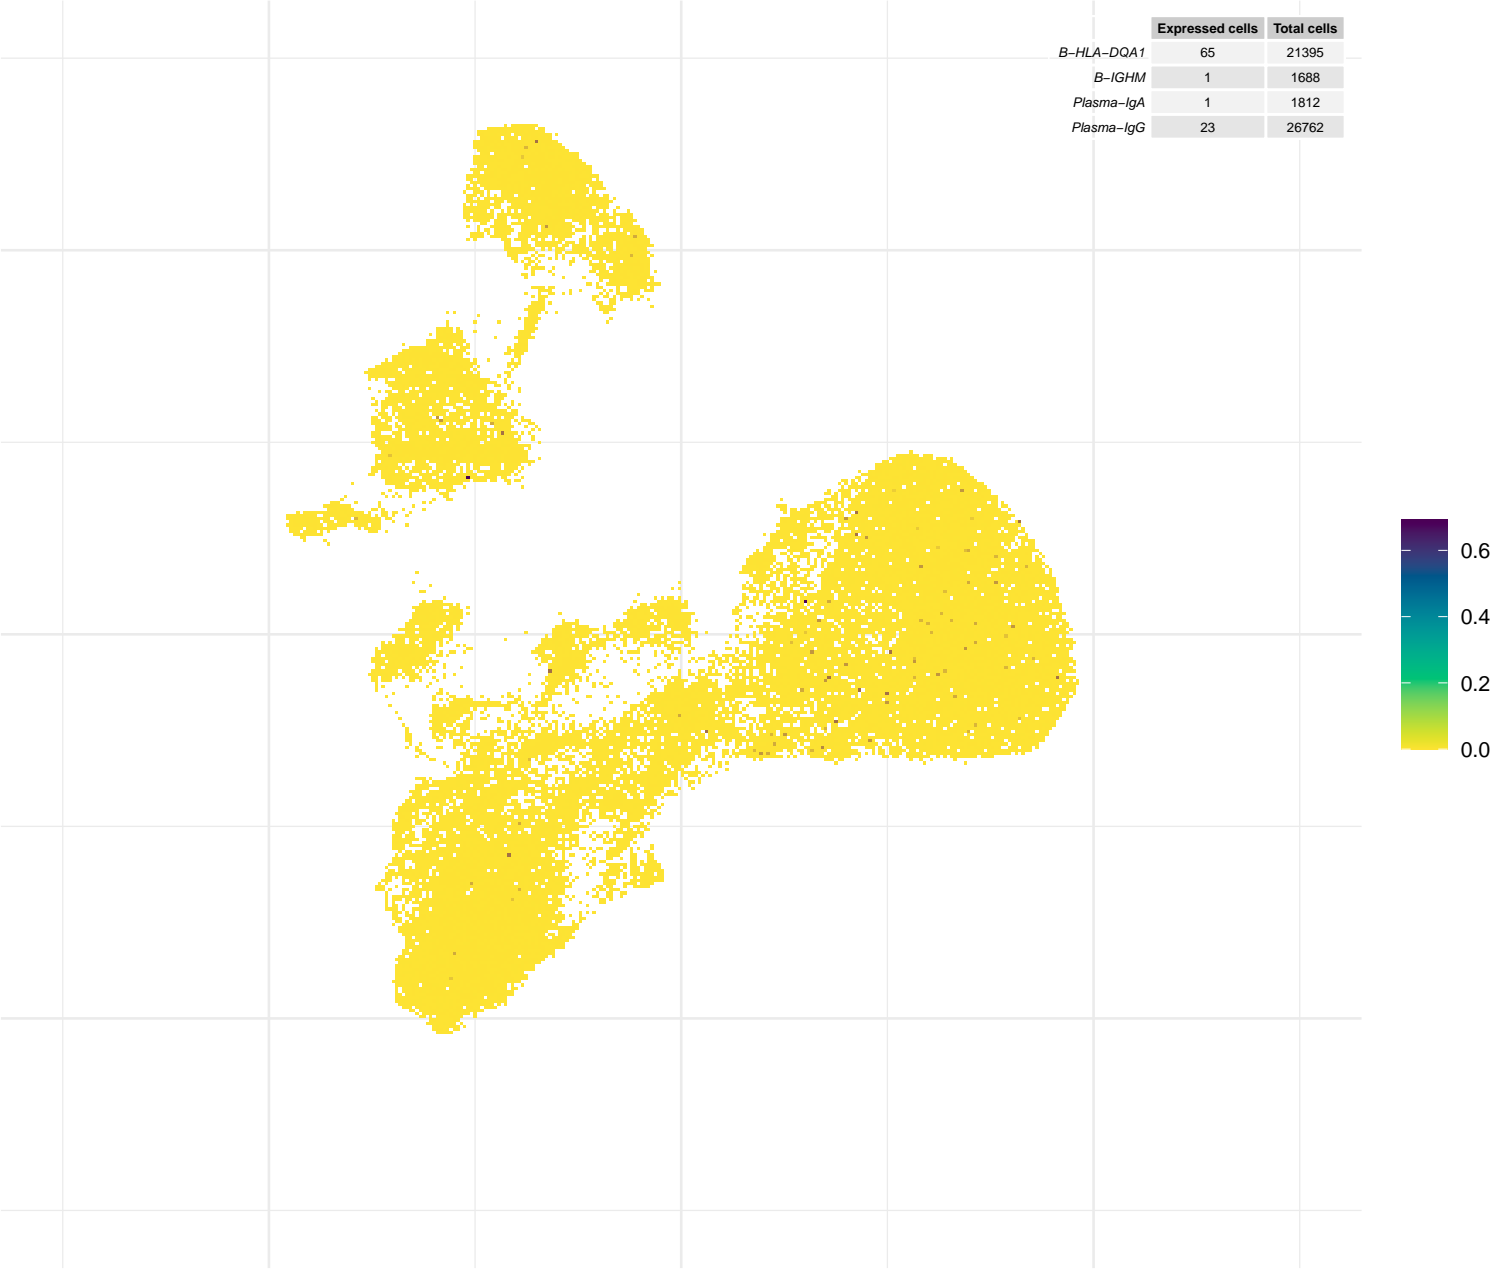 Expressed cells Total cells
B−HLA−DQA1 65 21395
B−IGHM 1 1688
Plasma−IgA 1 1812
Plasma−IgG 23 26762
0.6
0.4
0.2
0.0